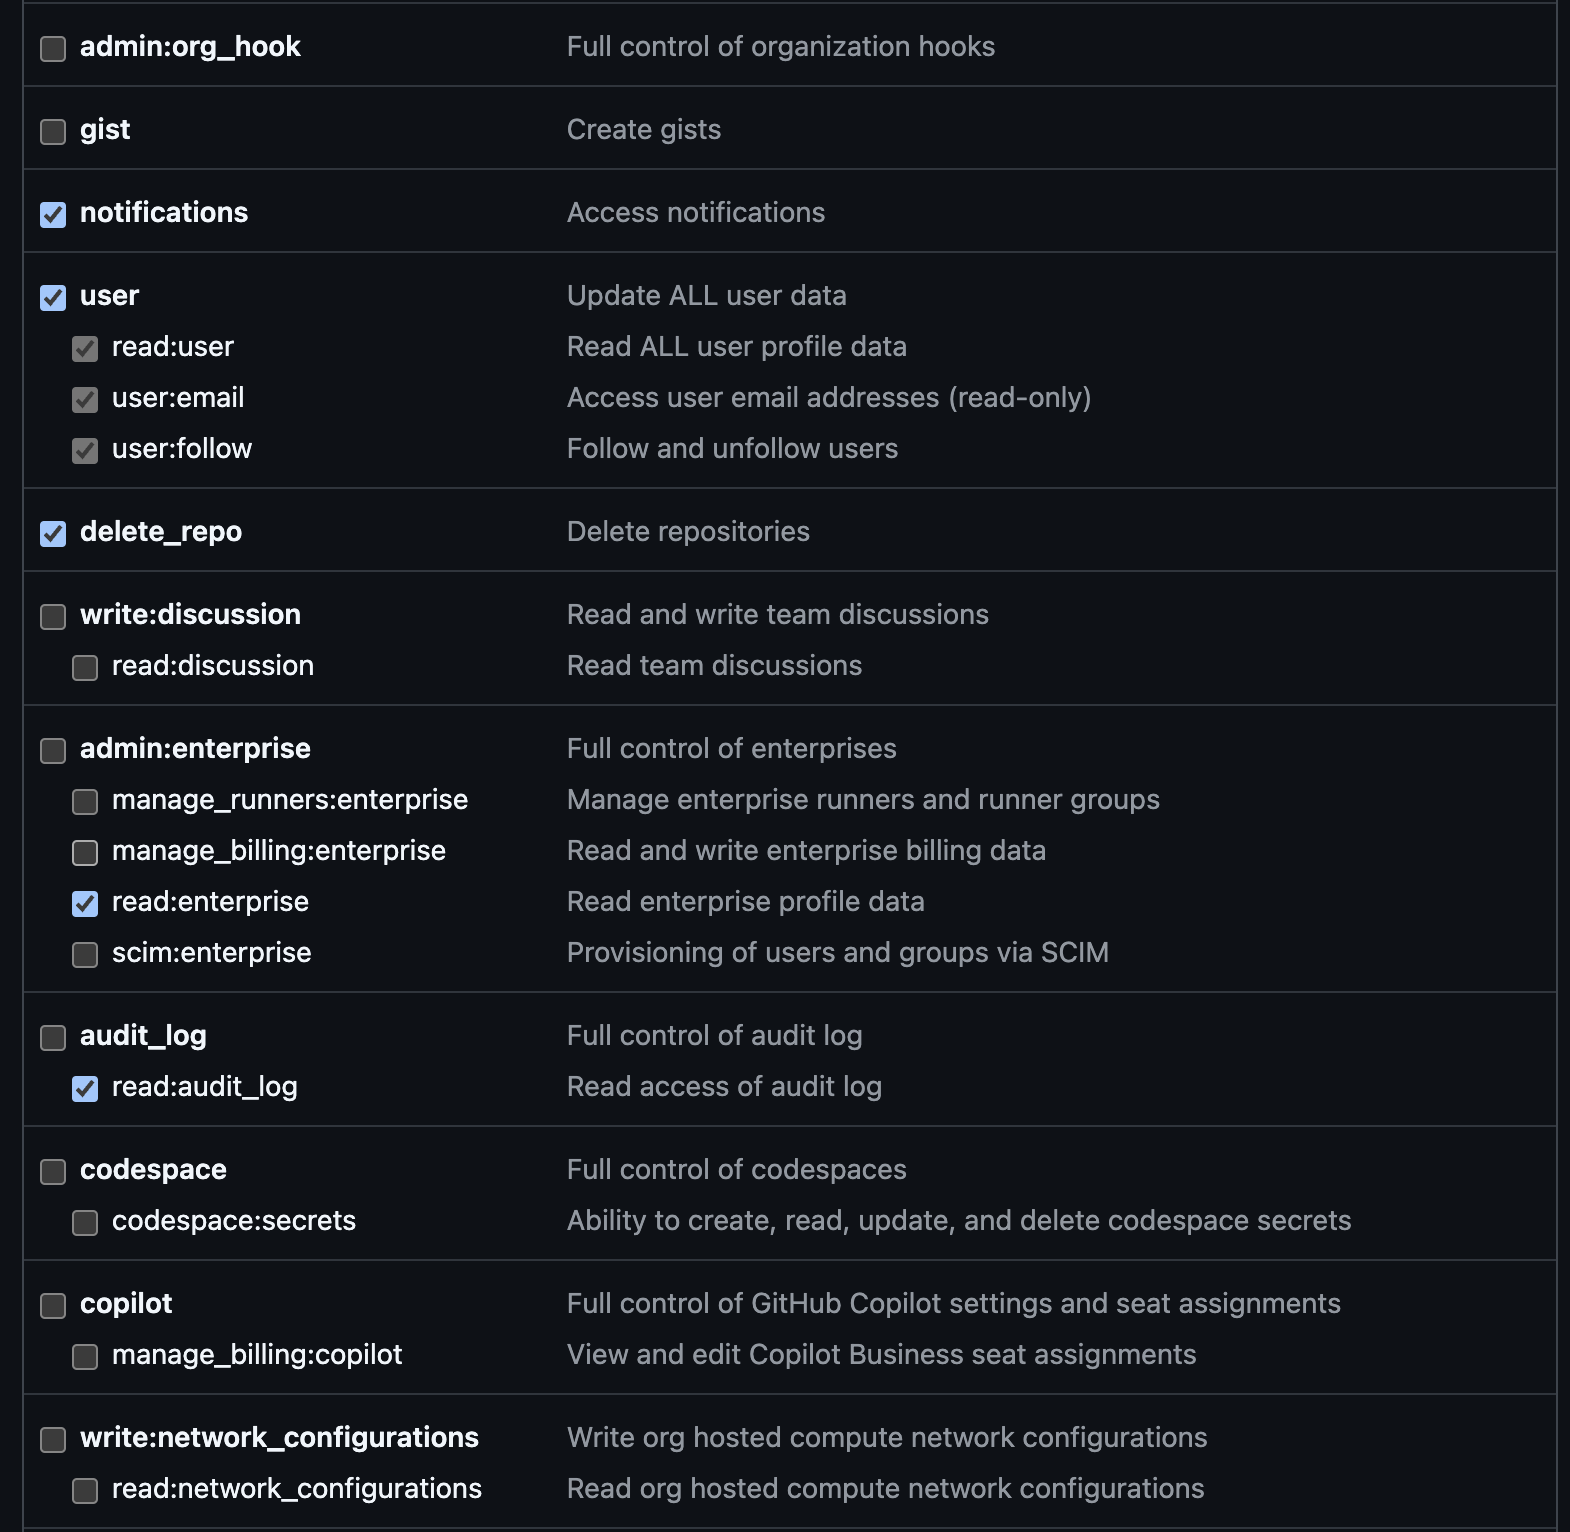 admin:org_hook Full control of organization hooks
gist Create gists
notifications Access notifications
user Update ALL user data
read:user Read ALL user profile data
user:email Access user email addresses (read-only)
user:follow Follow and unfollow users
delete_repo Delete repositories
write:discussion Read and write team discussions
read:discussion Read team discussions
admin:enterprise Full control of enterprises
manage_runners:enterprise Manage enterprise runners and runner groups
manage_billing:enterprise Read and write enterprise billing data
read:enterprise Read enterprise profile data
scim:enterprise Provisioning of users and groups via SCIM
audit_log Full control of audit log
read:audit_log Read access of audit log
codespace Full control of codespaces
codespace:secrets Ability to create, read, update, and delete codespace secrets
copilot Full control of GitHub Copilot settings and seat assignments
manage_billing:copilot View and edit Copilot Business seat assignments
write:network_configurations Write org hosted compute network configurations
read:network_configurations Read org hosted compute network configurations